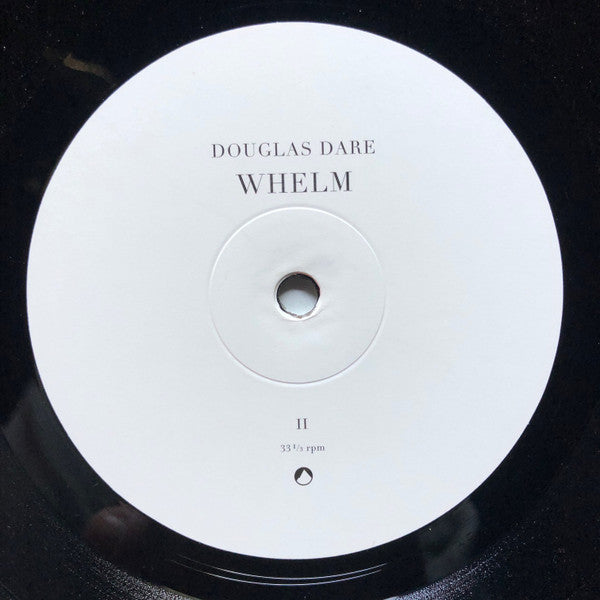 DOUGLAS DARE
WHELM
II
33 1/3 rpm